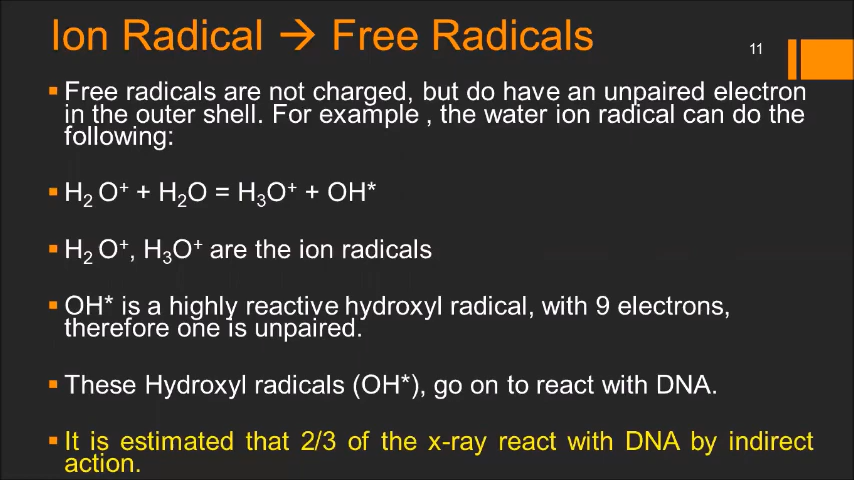 Ion Radical → Free Radicals
11
▪ Free radicals are not charged, but do have an unpaired electron
in the outer shell. For example , the water ion radical can do the
following:
▪ H₂ O⁺ + H₂O = H₃O⁺ + OH*
▪ H₂ O⁺, H₃O⁺ are the ion radicals
▪ OH* is a highly reactive hydroxyl radical, with 9 electrons,
therefore one is unpaired.
▪ These Hydroxyl radicals (OH*), go on to react with DNA.
▪ It is estimated that 2/3 of the x-ray react with DNA by indirect
action.